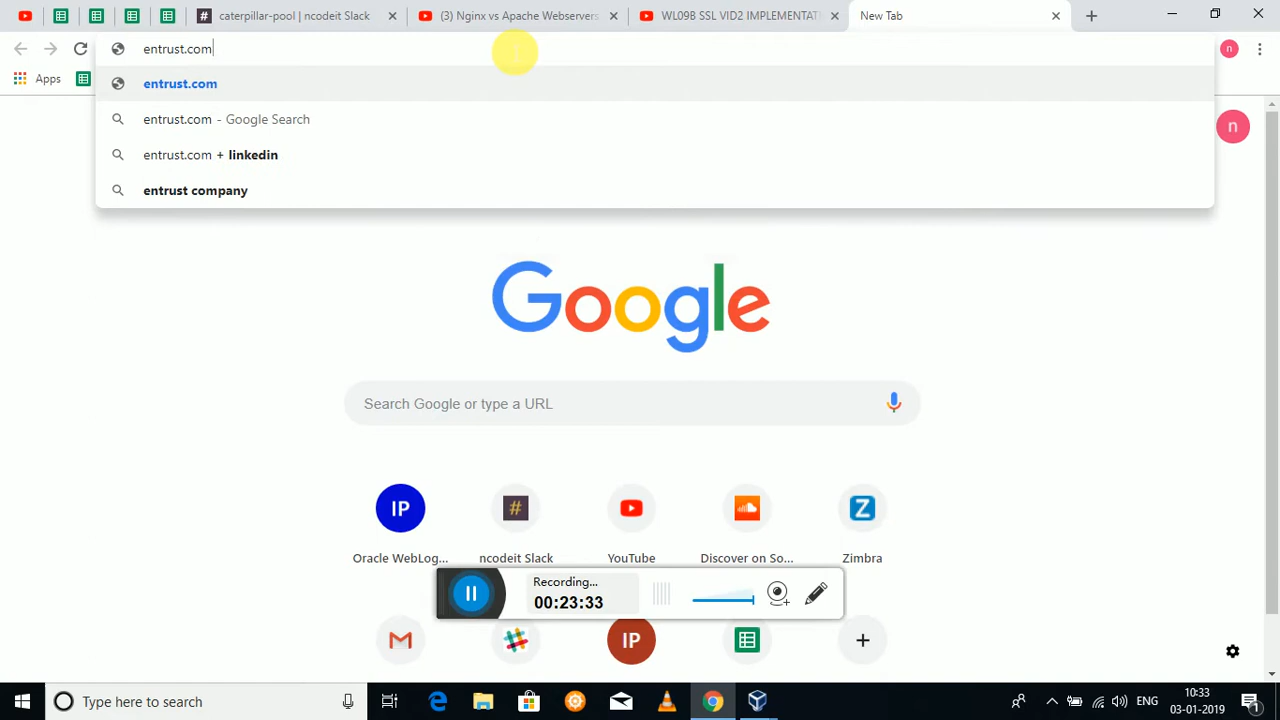 caterpillar-pool | ncodeit Slack
(3) Nginx vs Apache Webservers
WL09B SSL VID2 IMPLEMENTAT
New Tab
entrust.com
n
Apps
entrust.com
entrust.com - Google Search
entrust.com + linkedin
entrust company
n
Google
Search Google or type a URL
IP
#
Z
Oracle WebLog...
ncodeit Slack
YouTube
Discover on So...
Zimbra
Recording...
00:23:33
IP
Type here to search
ENG
10:33
03-01-2019
1